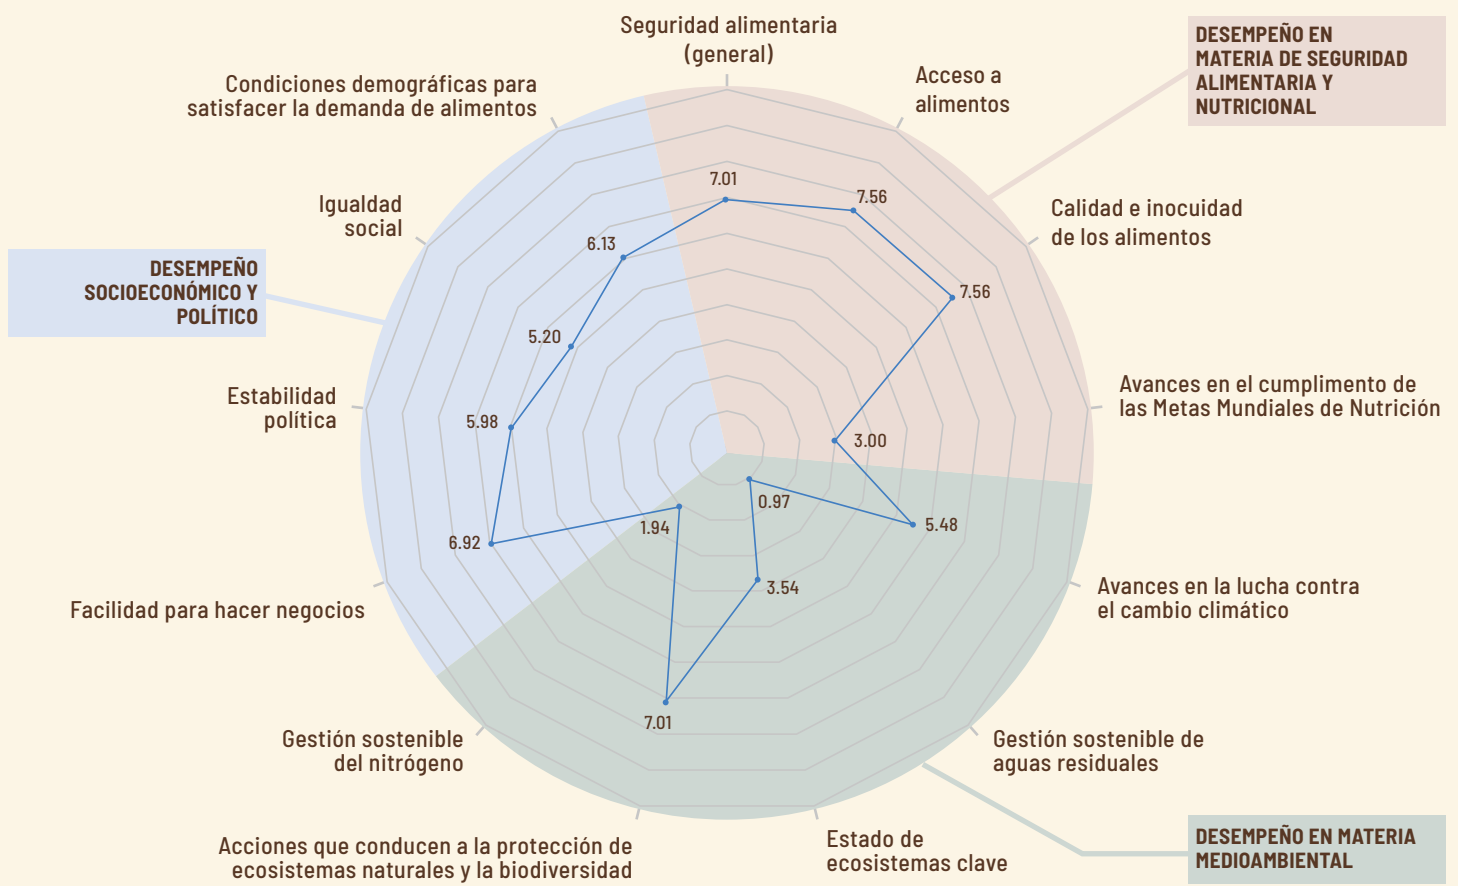 Seguridad alimentaria
(general)
Acceso a
alimentos
Calidad e inocuidad
de los alimentos
Avances en el cumplimento de
las Metas Mundiales de Nutrición
Avances en la lucha contra
el cambio climático
Gestión sostenible de
aguas residuales
Estado de
ecosistemas clave
Acciones que conducen a la protección de
ecosistemas naturales y la biodiversidad
Gestión sostenible
del nitrógeno
Facilidad para hacer negocios
Estabilidad
política
Igualdad
social
Condiciones demográficas para
satisfacer la demanda de alimentos
DESEMPEÑO EN
MATERIA DE SEGURIDAD
ALIMENTARIA Y
NUTRICIONAL
DESEMPEÑO EN MATERIA
MEDIOAMBIENTAL
DESEMPEÑO
SOCIOECONÓMICO Y
POLÍTICO
7.01
7.56
7.56
3.00
5.48
0.97
3.54
7.01
1.94
6.92
5.98
5.20
6.13